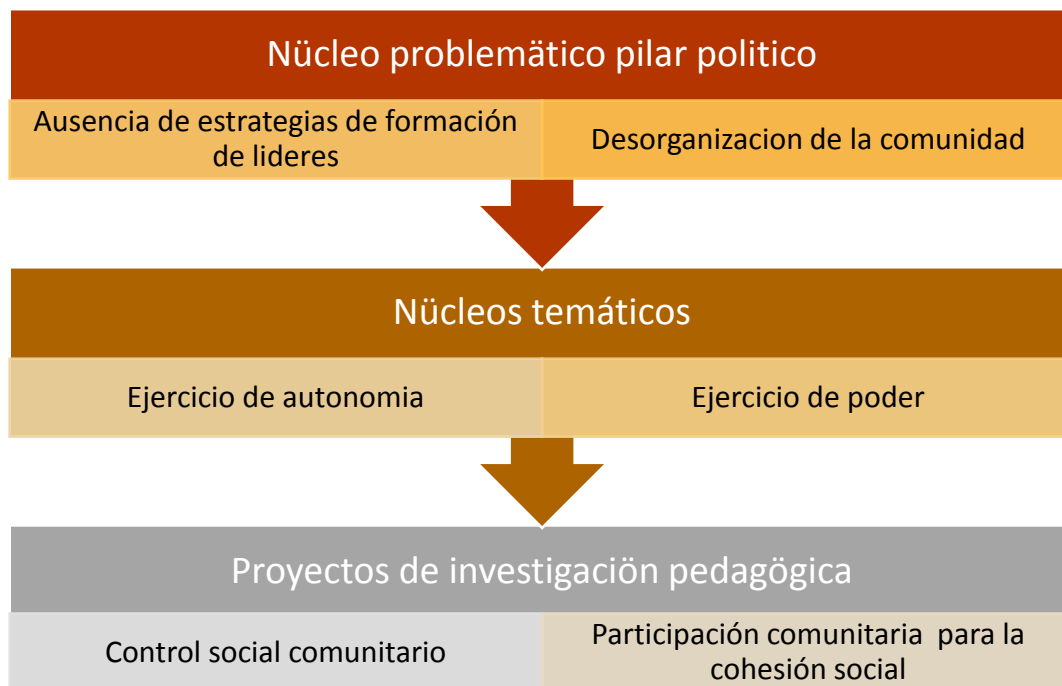 Nücleo problemätico pilar politico
Ausencia de estrategias de formación
de lideres
Desorganizacion de la comunidad
Nücleos temáticos
Ejercicio de autonomia
Ejercicio de poder
Proyectos de investigaciön pedagögica
Control social comunitario
Participación comunitaria para la
cohesión social